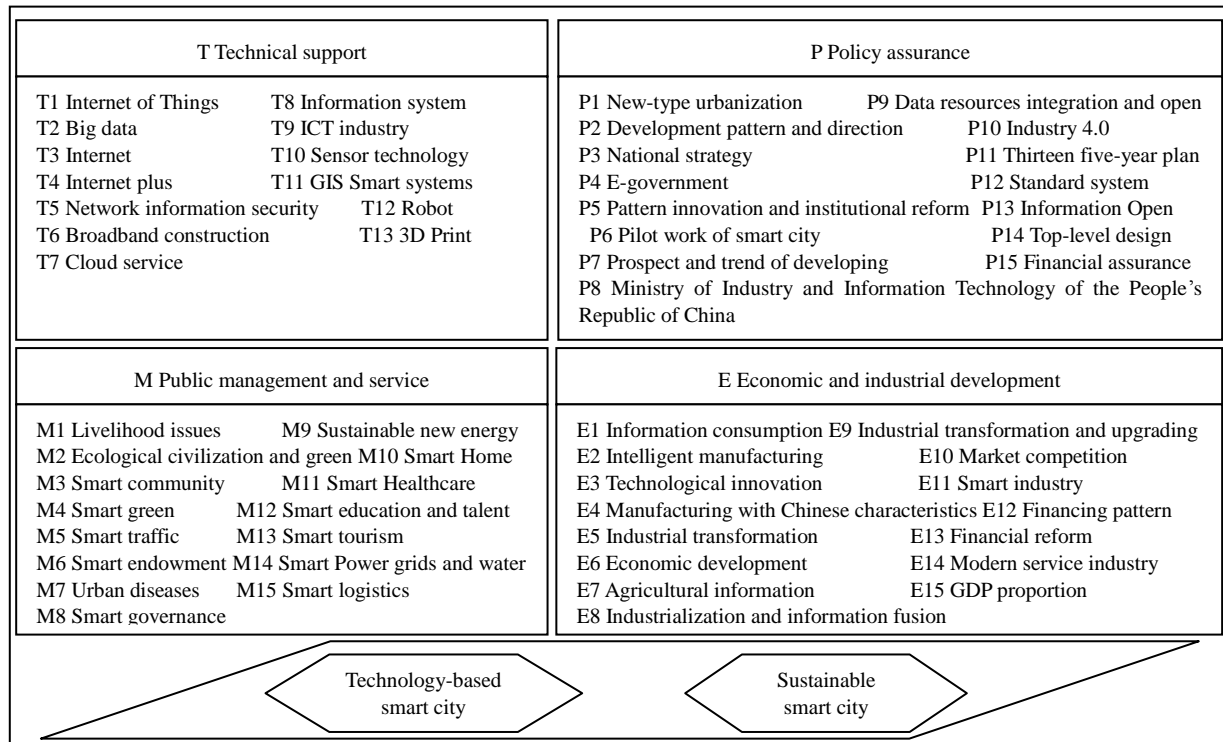 T Technical support
T1 Internet of Things T8 Information system
T2 Big data T9 ICT industry
T3 Internet T10 Sensor technology
T4 Internet plus T11 GIS Smart systems
T5 Network information security T12 Robot
T6 Broadband construction T13 3D Print
T7 Cloud service
P Policy assurance
P1 New-type urbanization P9 Data resources integration and open
P2 Development pattern and direction P10 Industry 4.0
P3 National strategy P11 Thirteen five-year plan
P4 E-government P12 Standard system
P5 Pattern innovation and institutional reform P13 Information Open
P6 Pilot work of smart city P14 Top-level design
P7 Prospect and trend of developing P15 Financial assurance
P8 Ministry of Industry and Information Technology of the People’s
Republic of China
M Public management and service
M1 Livelihood issues M9 Sustainable new energy
M2 Ecological civilization and green M10 Smart Home
M3 Smart community M11 Smart Healthcare
M4 Smart green M12 Smart education and talent
M5 Smart traffic M13 Smart tourism
M6 Smart endowment M14 Smart Power grids and water
M7 Urban diseases M15 Smart logistics
M8 Smart governance
E Economic and industrial development
E1 Information consumption E9 Industrial transformation and upgrading
E2 Intelligent manufacturing E10 Market competition
E3 Technological innovation E11 Smart industry
E4 Manufacturing with Chinese characteristics E12 Financing pattern
E5 Industrial transformation E13 Financial reform
E6 Economic development E14 Modern service industry
E7 Agricultural information E15 GDP proportion
E8 Industrialization and information fusion
Technology-based
smart city
Sustainable
smart city